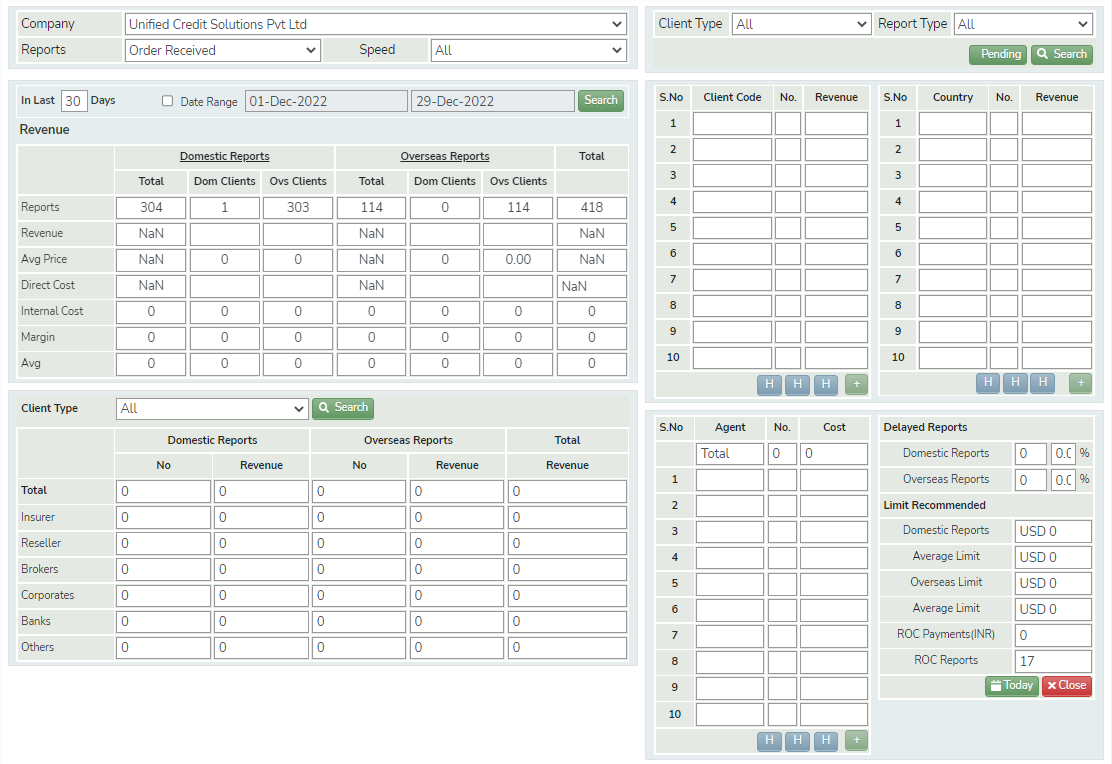 Company Unified Credit Solutions Pvt Ltd
Reports Order Received Speed All
Client Type All Report Type All
Pending Search
In Last 30 Days Date Range 01-Dec-2022 29-Dec-2022 Search
Revenue
Domestic Reports Overseas Reports Total
Total Dom Clients Ovs Clients Total Dom Clients Ovs Clients
Reports 304 1 303 114 0 114 418
Revenue NaN NaN NaN
Avg Price NaN 0 0 NaN 0 0.00 NaN
Direct Cost NaN NaN NaN
Internal Cost 0 0 0 0 0 0 0
Margin 0 0 0 0 0 0 0
Avg 0 0 0 0 0 0 0
Client Type All Search
Domestic Reports Overseas Reports Total
No Revenue No Revenue Revenue
Total 0 0 0 0 0
Insurer 0 0 0 0 0
Reseller 0 0 0 0 0
Brokers 0 0 0 0 0
Corporates 0 0 0 0 0
Banks 0 0 0 0 0
Others 0 0 0 0 0
S.No Client Code No. Revenue
1
2
3
4
5
6
7
8
9
10
H H H +
S.No Country No. Revenue
1
2
3
4
5
6
7
8
9
10
H H H +
S.No Agent No. Cost
Total 0 0
1
2
3
4
5
6
7
8
9
10
H H H +
Delayed Reports
Domestic Reports 0 0.0 %
Overseas Reports 0 0.0 %
Limit Recommended
Domestic Reports USD 0
Average Limit USD 0
Overseas Limit USD 0
Average Limit USD 0
ROC Payments(INR) 0
ROC Reports 17
Today Close